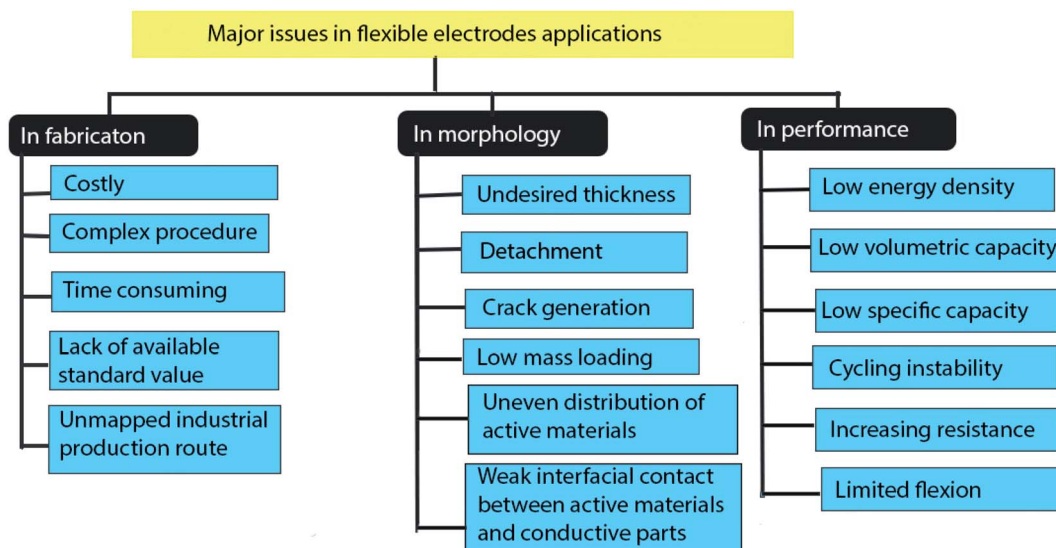 Major issues in flexible electrodes applications
In fabricaton
Costly
Complex procedure
Time consuming
Lack of available
standard value
Unmapped industrial
production route
In morphology
Undesired thickness
Detachment
Crack generation
Low mass loading
Uneven distribution of
active materials
Weak interfacial contact
between active materials
and conductive parts
In performance
Low energy density
Low volumetric capacity
Low specific capacity
Cycling instability
Increasing resistance
Limited flexion